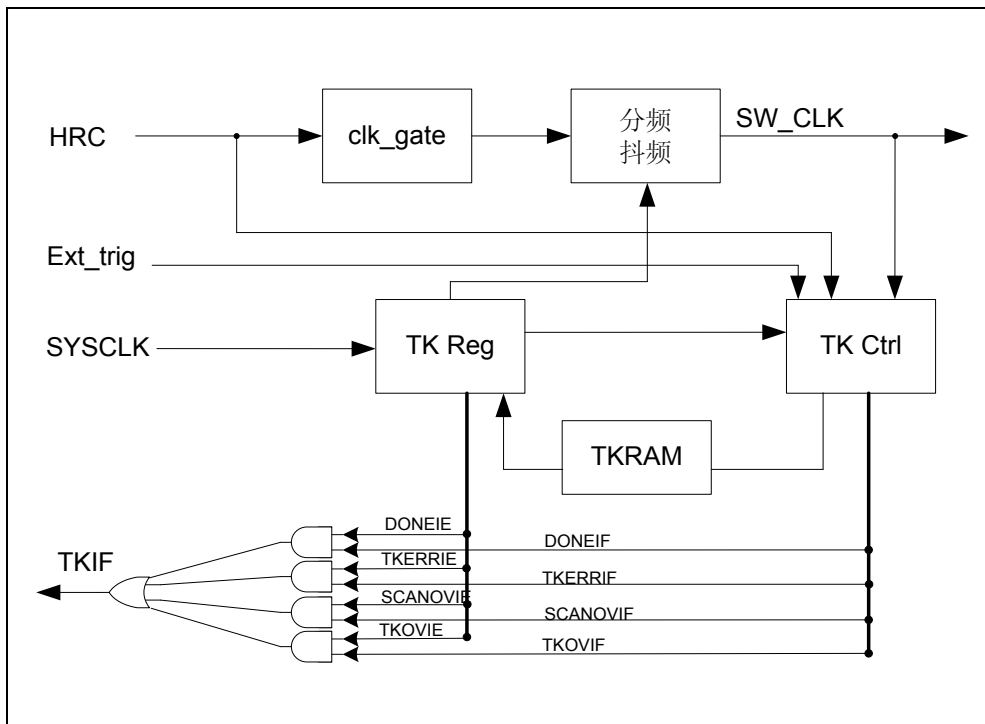 HRC
clk_gate
分频
抖频
SW_CLK
Ext_trig
SYSCLK
TK Reg
TK Ctrl
TKRAM
TKIF
DONEIE
DONEIF
TKERRIE
TKERRIF
SCANOVIE
SCANOVIF
TKOVIE
TKOVIF